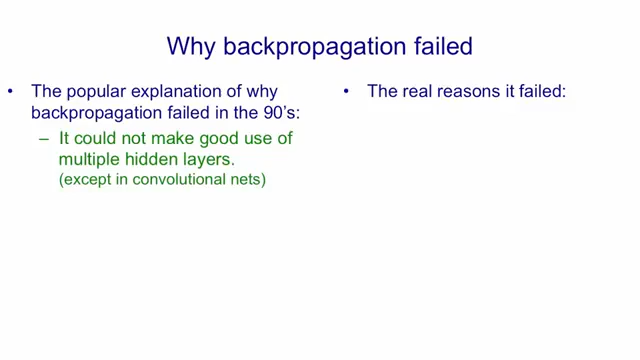 Why backpropagation failed
• The popular explanation of why
backpropagation failed in the 90's:
– It could not make good use of
multiple hidden layers.
(except in convolutional nets)
• The real reasons it failed: